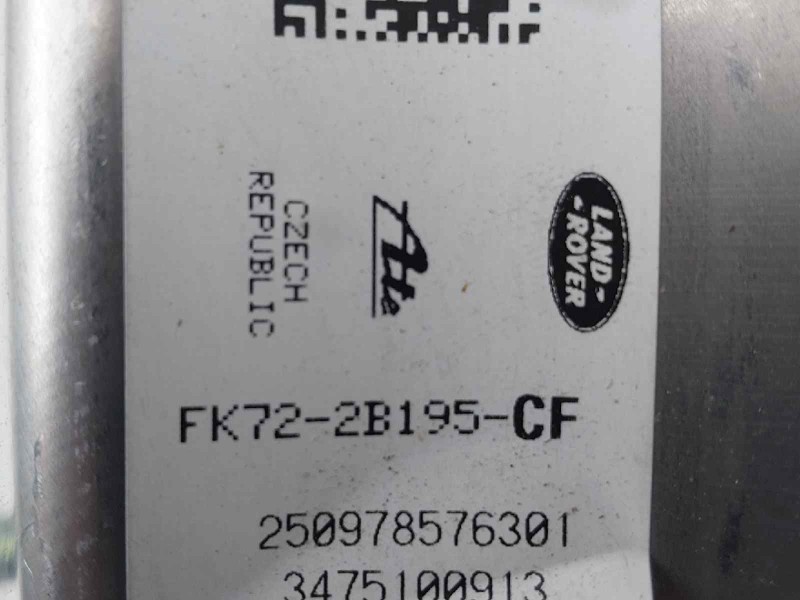 LAND-
-ROVER
Ate
CZECH
REPUBLIC
FK72-2B195-CF
250978576301
3475100913